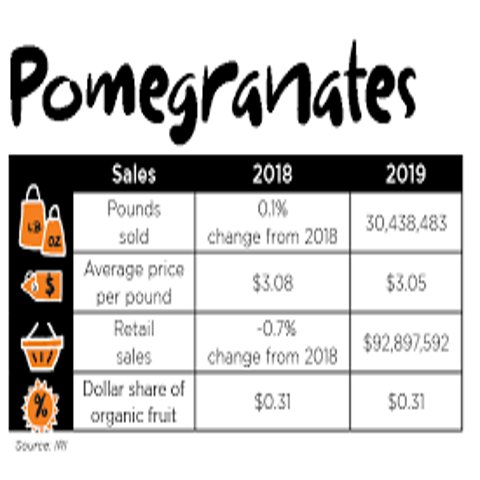 Pomegranates
Sales 2018 2019
LB
OZ
Pounds sold 0.1% change from 2018 30,438,483
$
Average price per pound $3.08 $3.05
Retail sales -0.7% change from 2018 $92,897,592
%
Dollar share of organic fruit $0.31 $0.31
Source: IRI